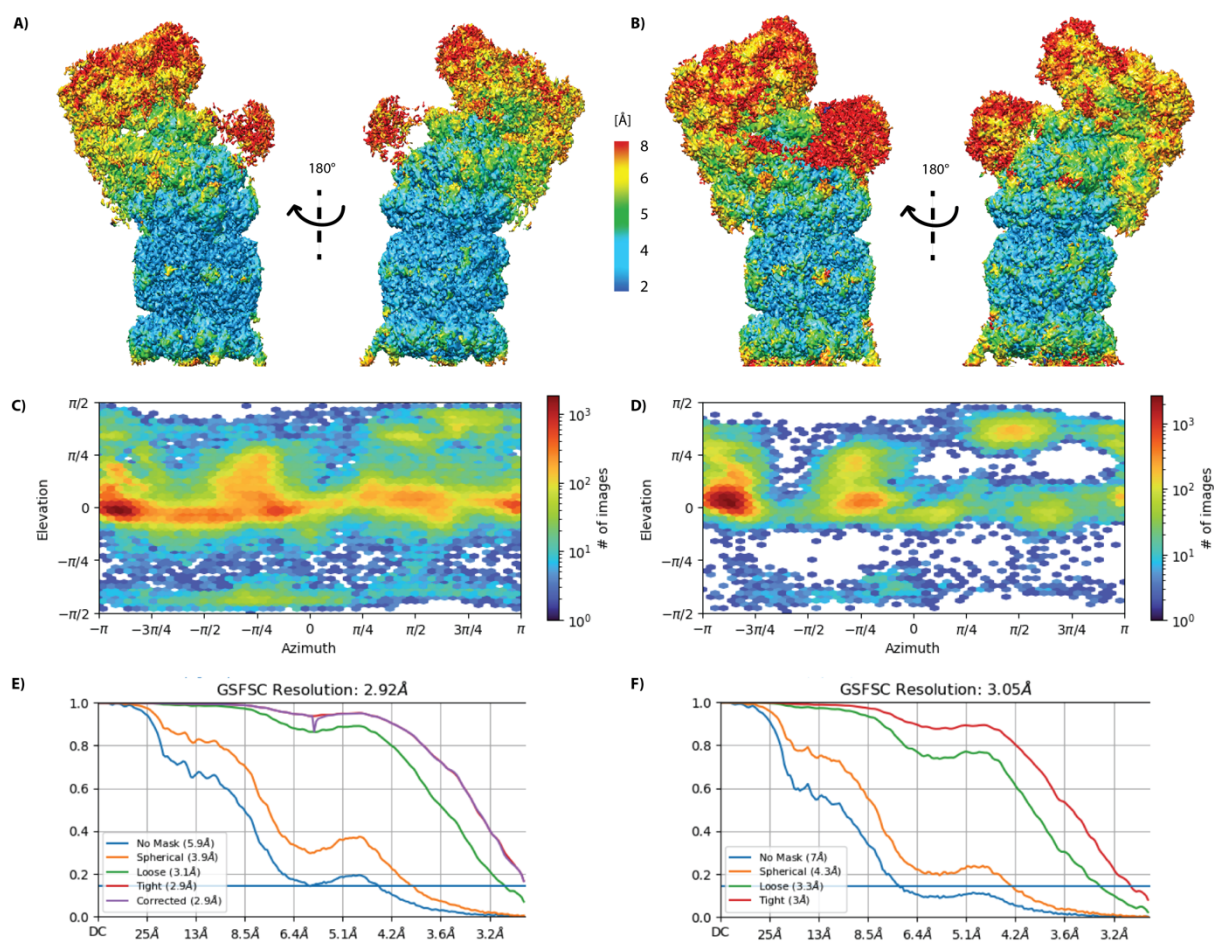 A)
B)
180°
[Å]
8
6
5
4
2
180°
C)
π/2
π/4
0
−π/4
−π/2
Elevation
−π
−3π/4
−π/2
−π/4
0
π/4
π/2
3π/4
π
Azimuth
10³
10²
10¹
10⁰
# of images
D)
π/2
π/4
0
−π/4
−π/2
Elevation
−π
−3π/4
−π/2
−π/4
0
π/4
π/2
3π/4
π
Azimuth
10³
10²
10¹
10⁰
# of images
E)
GSFSC Resolution: 2.92Å
1.0
0.8
0.6
0.4
0.2
0.0
No Mask (5.9Å)
Spherical (3.9Å)
Loose (3.1Å)
Tight (2.9Å)
Corrected (2.9Å)
DC
25Å
13Å
8.5Å
6.4Å
5.1Å
4.2Å
3.6Å
3.2Å
F)
GSFSC Resolution: 3.05Å
1.0
0.8
0.6
0.4
0.2
0.0
No Mask (7Å)
Spherical (4.3Å)
Loose (3.3Å)
Tight (3Å)
DC
25Å
13Å
8.5Å
6.4Å
5.1Å
4.2Å
3.6Å
3.2Å